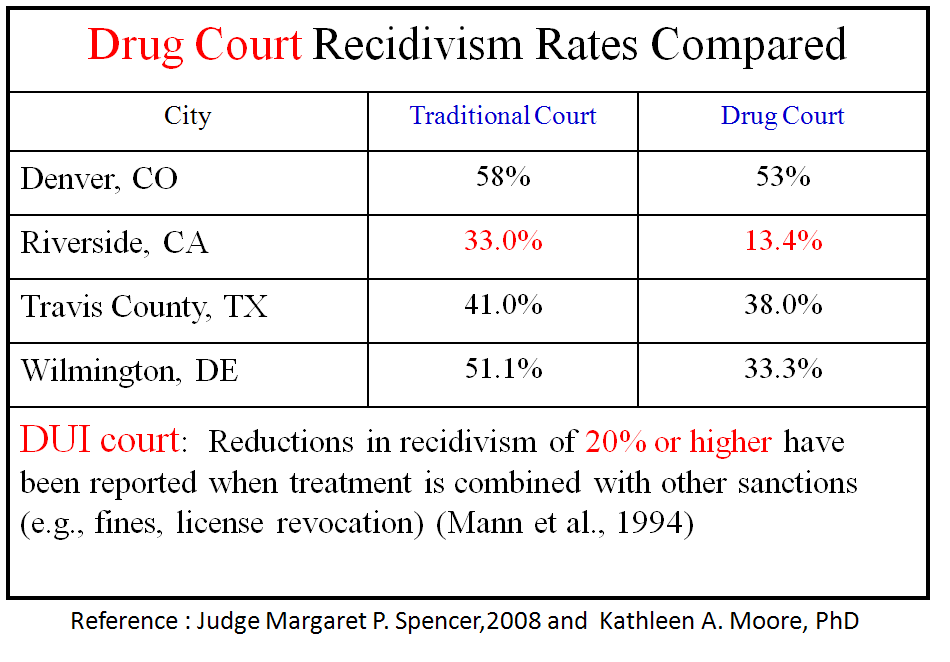 Drug Court Recidivism Rates Compared
City Traditional Court Drug Court
Denver, CO 58% 53%
Riverside, CA 33.0% 13.4%
Travis County, TX 41.0% 38.0%
Wilmington, DE 51.1% 33.3%
DUI court: Reductions in recidivism of 20% or higher have
been reported when treatment is combined with other sanctions
(e.g., fines, license revocation) (Mann et al., 1994)
Reference : Judge Margaret P. Spencer,2008 and Kathleen A. Moore, PhD